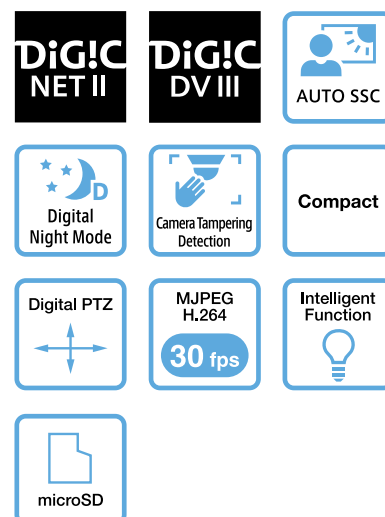 DiG!C
NET II
DiG!C
DV III
AUTO SSC
D
Digital
Night Mode
Camera Tampering
Detection
Compact
Digital PTZ
MJPEG
H.264
30 fps
Intelligent
Function
microSD